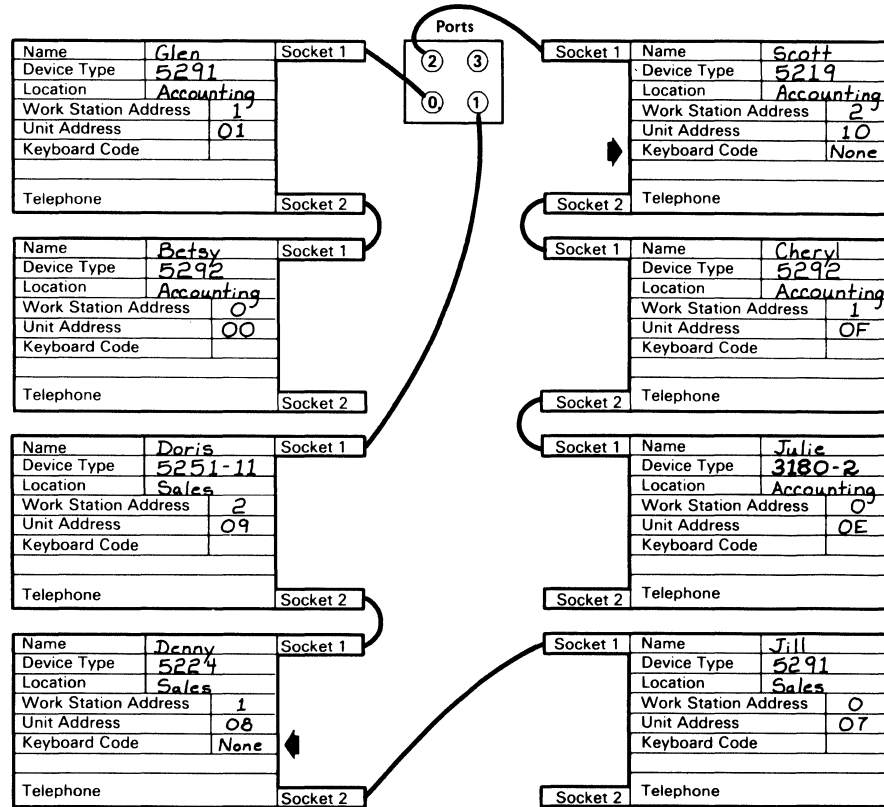 Ports
2 3
0 1
Name Glen Socket 1
Device Type 5291
Location Accounting
Work Station Address 1
Unit Address 01
Keyboard Code
Telephone Socket 2
Name Betsy Socket 1
Device Type 5292
Location Accounting
Work Station Address 0
Unit Address 00
Keyboard Code
Telephone Socket 2
Name Doris Socket 1
Device Type 5251-11
Location Sales
Work Station Address 2
Unit Address 09
Keyboard Code
Telephone Socket 2
Name Denny Socket 1
Device Type 5224
Location Sales
Work Station Address 1
Unit Address 08
Keyboard Code None
Telephone Socket 2
Socket 1 Name Scott
Device Type 5219
Location Accounting
Work Station Address 2
Unit Address 10
Keyboard Code None
Socket 2 Telephone
Socket 1 Name Cheryl
Device Type 5292
Location Accounting
Work Station Address 1
Unit Address 0F
Keyboard Code
Socket 2 Telephone
Socket 1 Name Julie
Device Type 3180-2
Location Accounting
Work Station Address 0
Unit Address 0E
Keyboard Code
Socket 2 Telephone
Socket 1 Name Jill
Device Type 5291
Location Sales
Work Station Address 0
Unit Address 07
Keyboard Code
Socket 2 Telephone